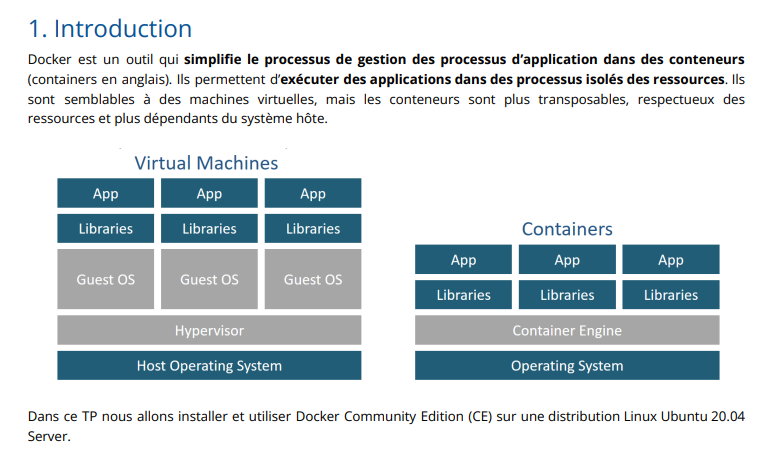 1. Introduction
Docker est un outil qui simplifie le processus de gestion des processus d’application dans des conteneurs
(containers en anglais). Ils permettent d’exécuter des applications dans des processus isolés des ressources. Ils
sont semblables à des machines virtuelles, mais les conteneurs sont plus transposables, respectueux des
ressources et plus dépendants du système hôte.
Virtual Machines
App App App
Libraries Libraries Libraries
Guest OS Guest OS Guest OS
Hypervisor
Host Operating System
Containers
App App App
Libraries Libraries Libraries
Container Engine
Operating System
Dans ce TP nous allons installer et utiliser Docker Community Edition (CE) sur une distribution Linux Ubuntu 20.04
Server.